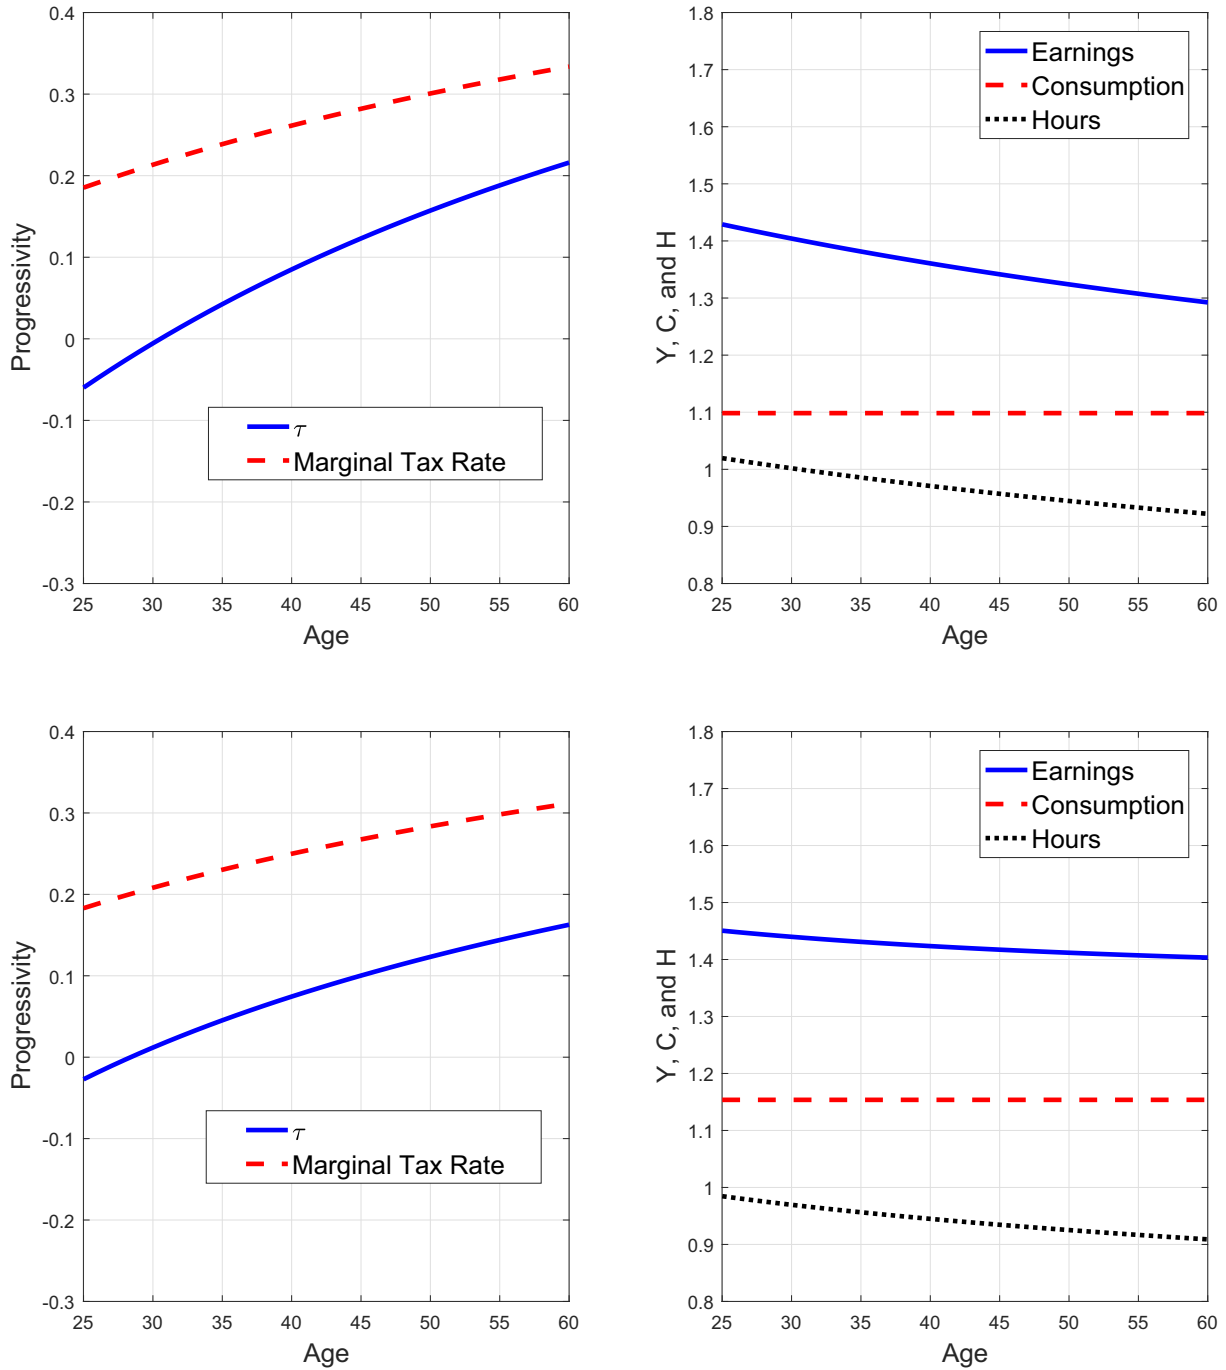 0.4
0.3
0.2
0.1
0
-0.1
-0.2
-0.3
Progressivity
τ
Marginal Tax Rate
25 30 35 40 45 50 55 60
Age
1.8
1.7
1.6
1.5
1.4
1.3
1.2
1.1
1
0.9
0.8
Y, C, and H
Earnings
Consumption
Hours
25 30 35 40 45 50 55 60
Age
0.4
0.3
0.2
0.1
0
-0.1
-0.2
-0.3
Progressivity
τ
Marginal Tax Rate
25 30 35 40 45 50 55 60
Age
1.8
1.7
1.6
1.5
1.4
1.3
1.2
1.1
1
0.9
0.8
Y, C, and H
Earnings
Consumption
Hours
25 30 35 40 45 50 55 60
Age